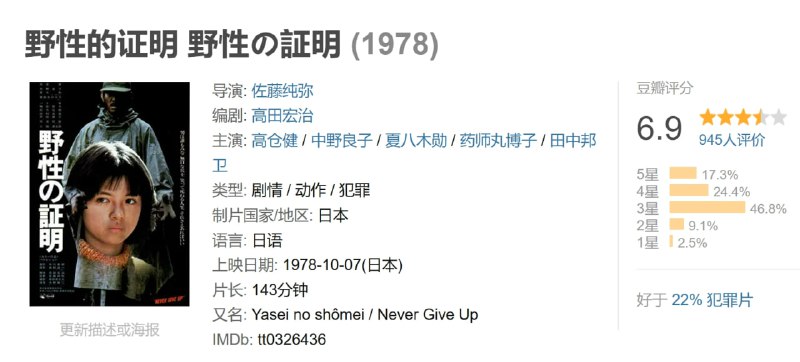 野性的证明 野性の証明 (1978)
野性の証明
NEVER GIVE UP
更新描述或海报
导演: 佐藤纯弥
编剧: 高田宏治
主演: 高仓健 / 中野良子 / 夏八木勋 / 药师丸博子 / 田中邦
卫
类型: 剧情 / 动作 / 犯罪
制片国家/地区: 日本
语言: 日语
上映日期: 1978-10-07(日本)
片长: 143分钟
又名: Yasei no shômei / Never Give Up
IMDb: tt0326436
豆瓣评分
6.9
945人评价
5星 17.3%
4星 24.4%
3星 46.8%
2星 9.1%
1星 2.5%
好于 22% 犯罪片